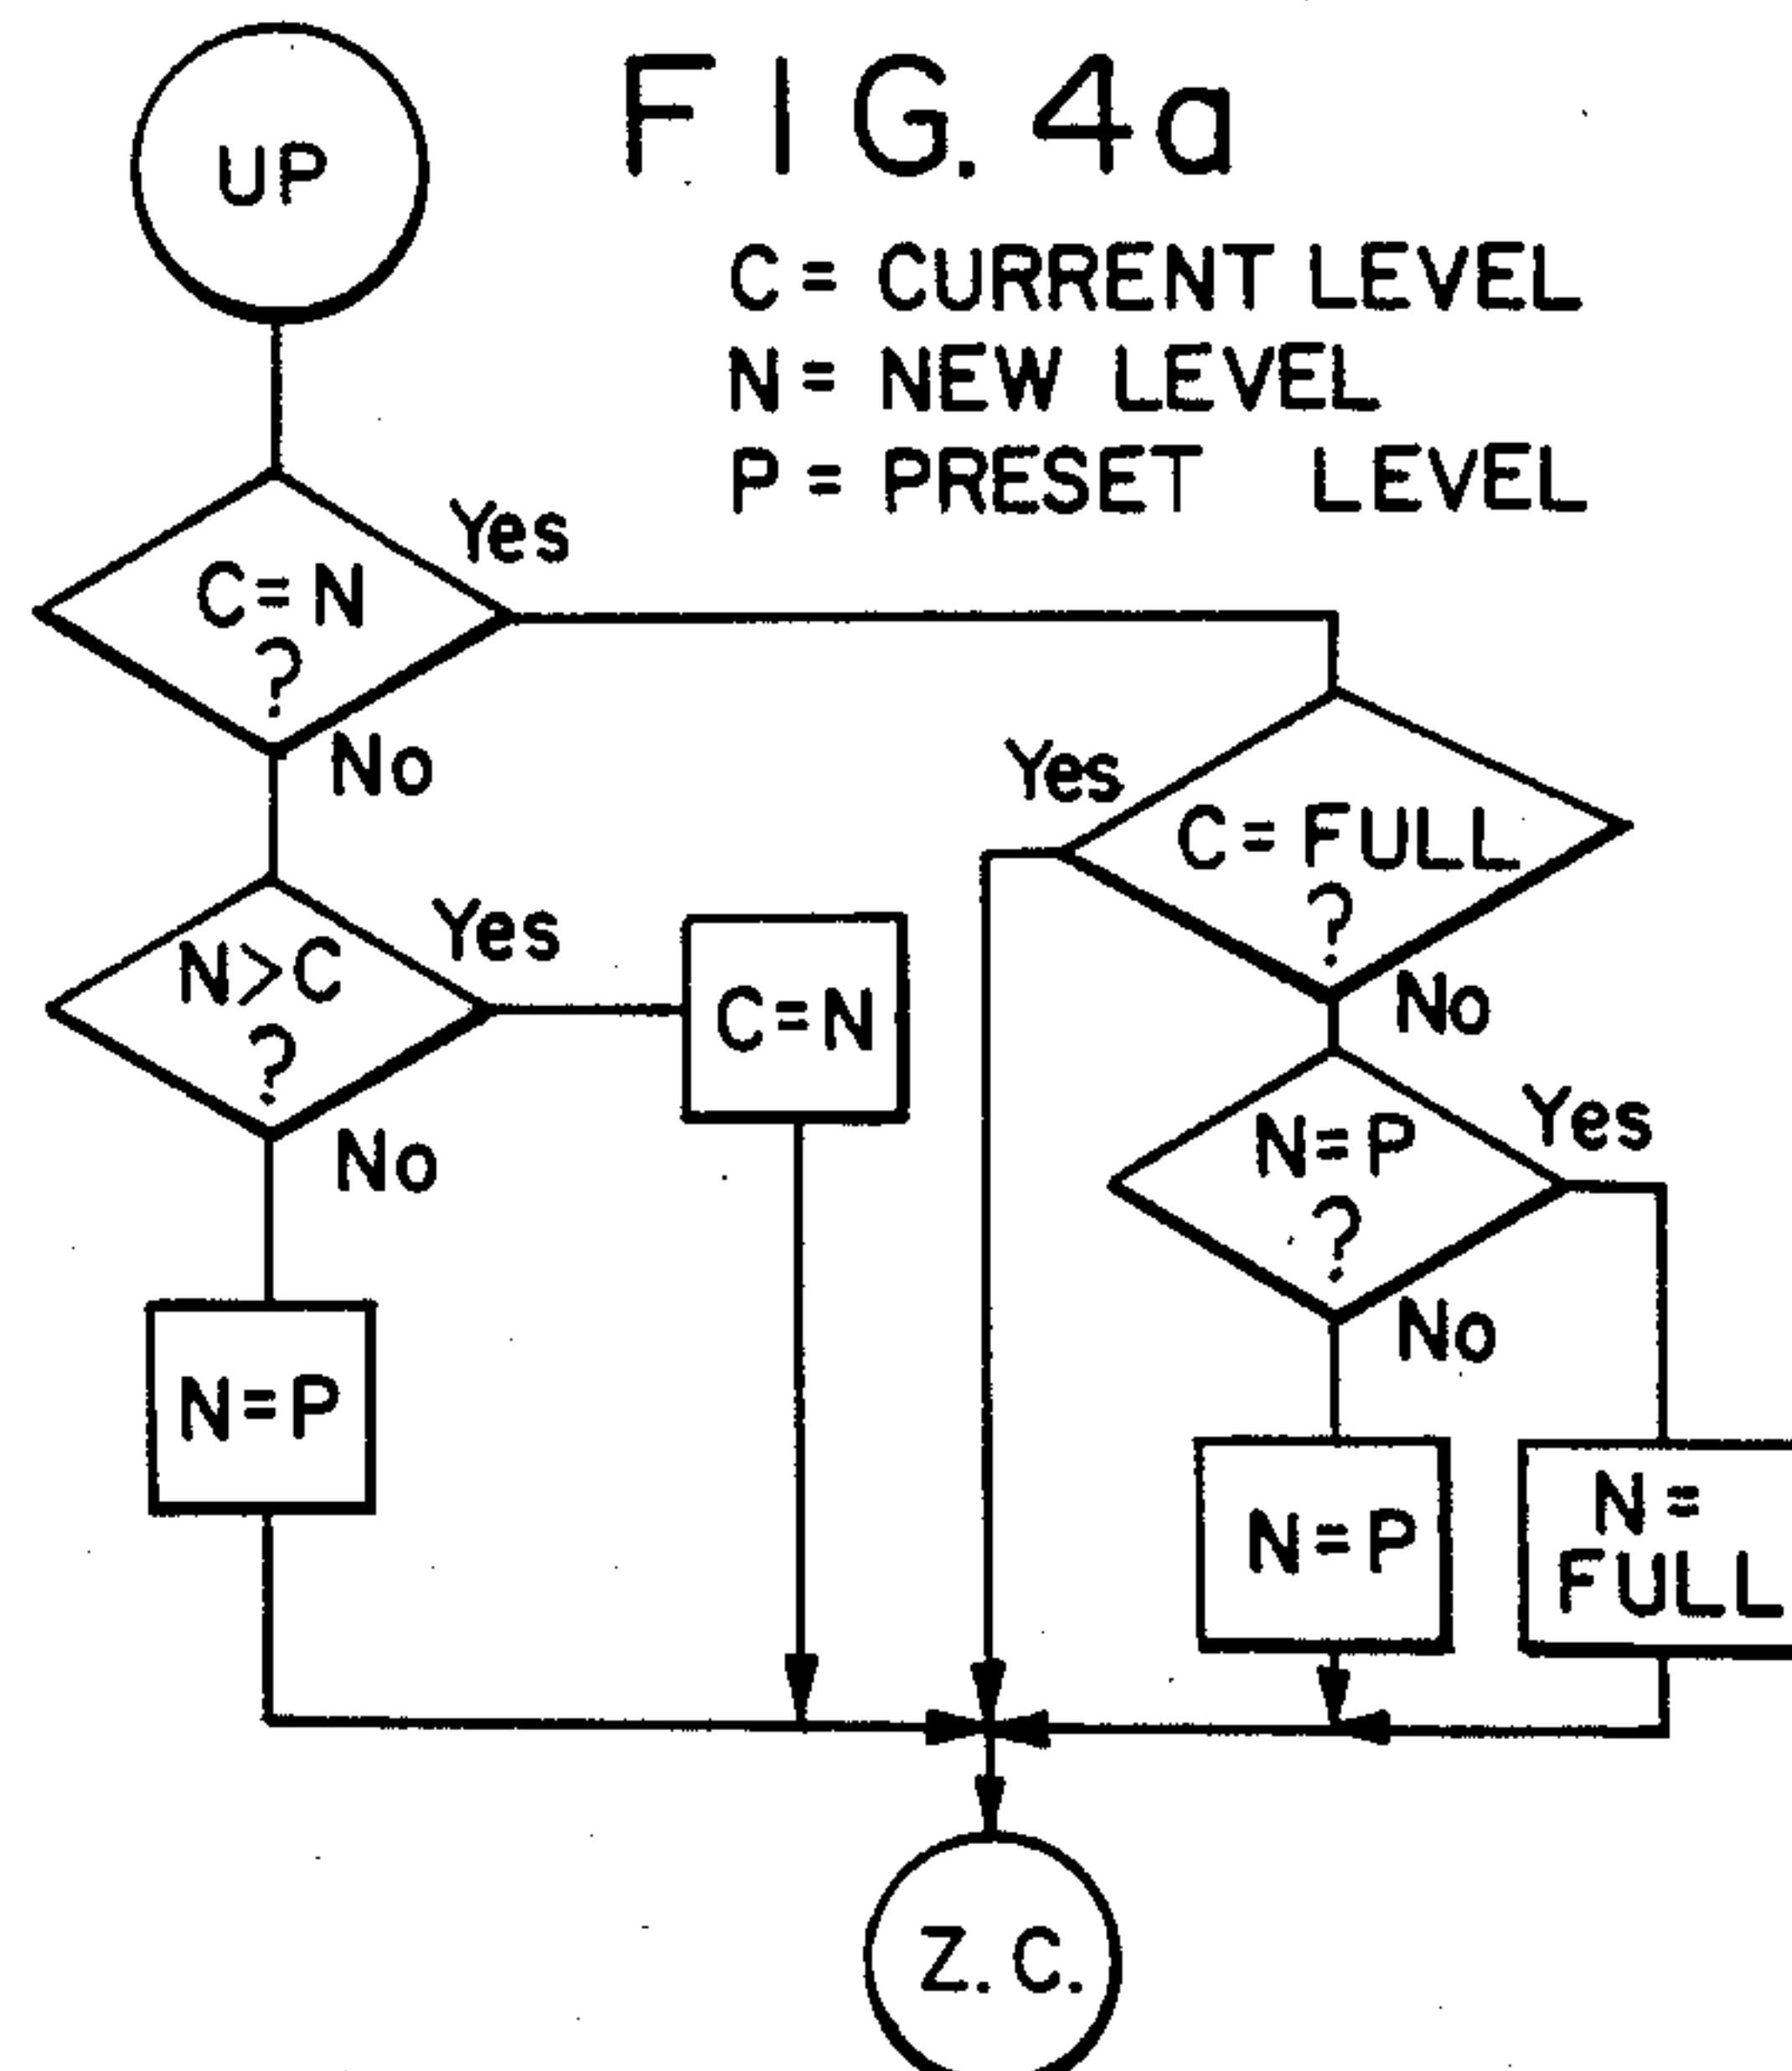 FIG. 4a
UP
C = CURRENT LEVEL
N = NEW LEVEL
P = PRESET LEVEL
C = N
?
Yes
No
C = FULL
?
Yes
No
N > C
?
Yes
No
C = N
N = P
?
Yes
No
N = P
N = P
N =
FULL
Z. C.